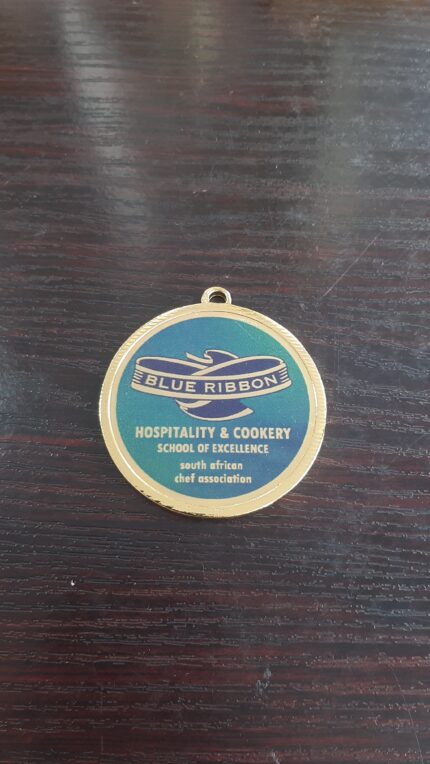 BLUE RIBBON
HOSPITALITY & COOKERY
SCHOOL OF EXCELLENCE
south african
chef association